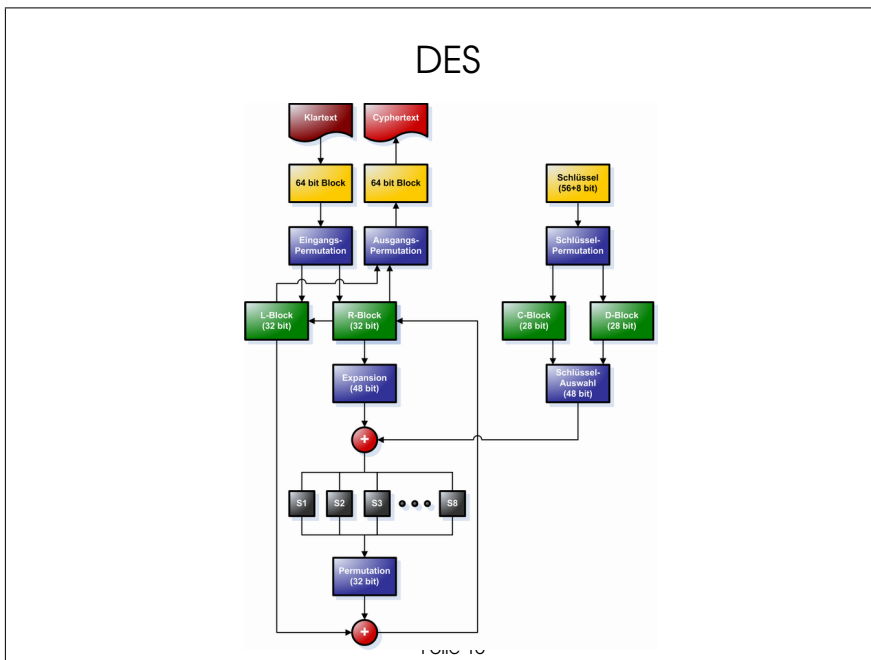 DES
Klartext
Cyphertext
64 bit Block
64 bit Block
Schlüssel
(56+8 bit)
Eingangs-
Permutation
Ausgangs-
Permutation
Schlüssel-
Permutation
L-Block
(32 bit)
R-Block
(32 bit)
C-Block
(28 bit)
D-Block
(28 bit)
Expansion
(48 bit)
Schlüssel-
Auswahl
(48 bit)
+
S1
S2
S3
S8
Permutation
(32 bit)
+